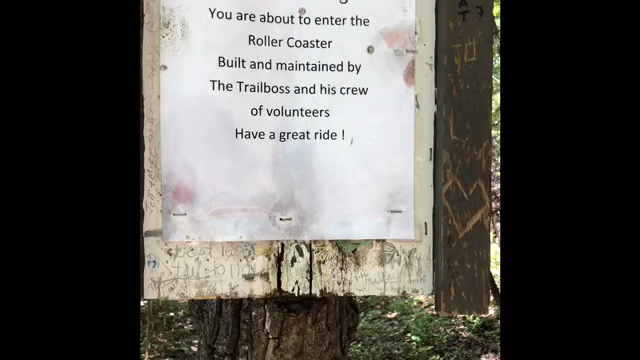 You are about to enter the
Roller Coaster
Built and maintained by
The Trailboss and his crew
of volunteers
Have a great ride !
A
T 7